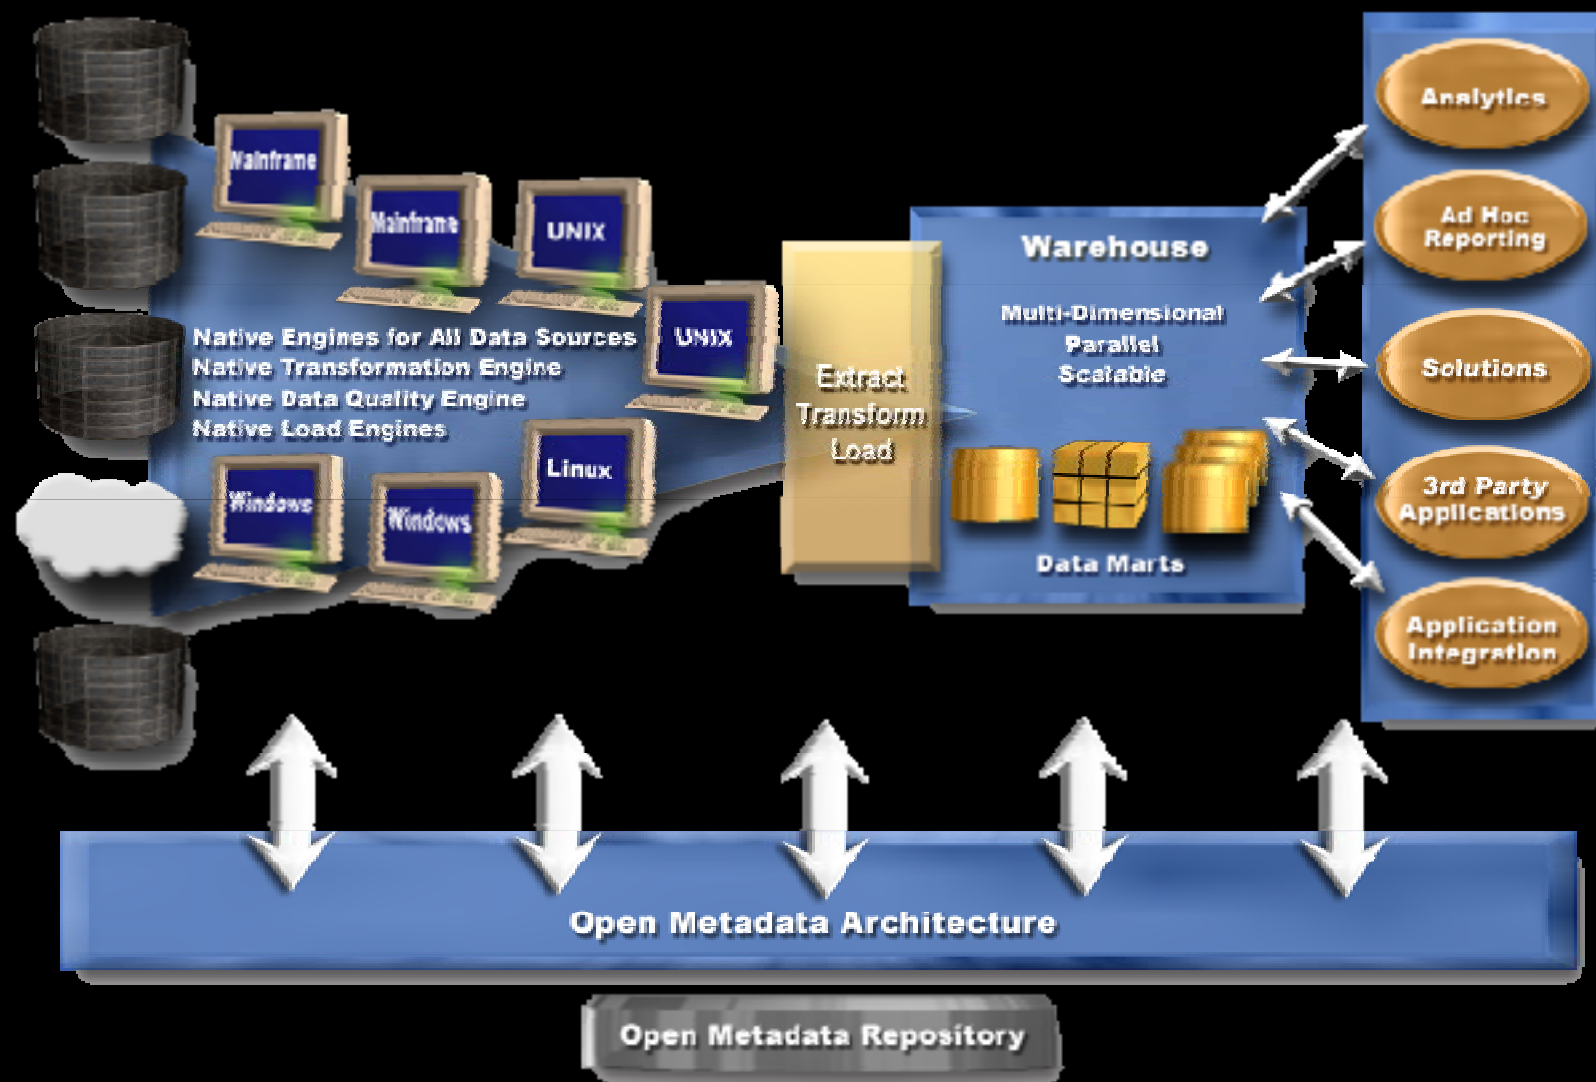 Mainframe
Mainframe
UNIX
UNIX
Native Engines for All Data Sources
Native Transformation Engine
Native Data Quality Engine
Native Load Engines
Windows
Windows
Linux
Extract
Transform
Load
Warehouse
Multi-Dimensional
Parallel
Scalable
Data Marts
Analytics
Ad Hoc
Reporting
Solutions
3rd Party
Applications
Application
Integration
Open Metadata Architecture
Open Metadata Repository